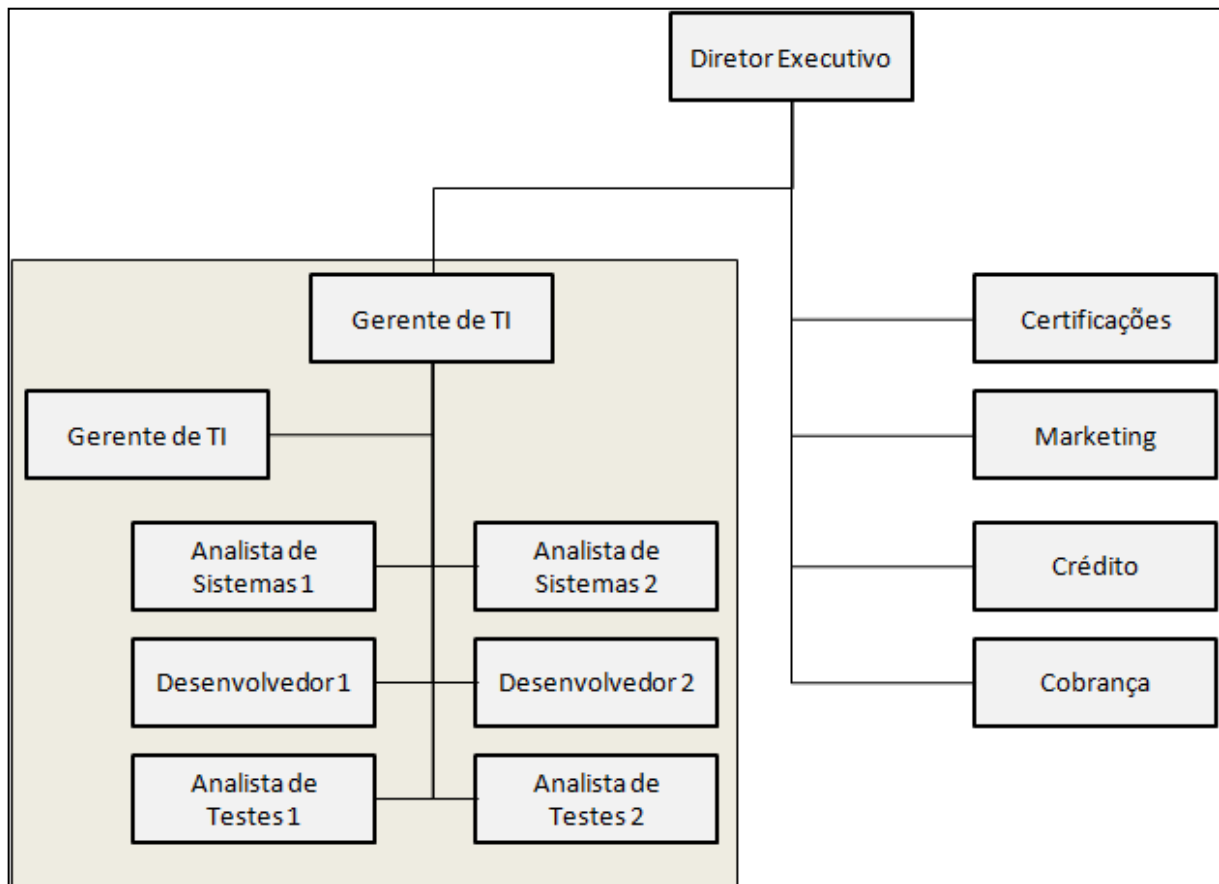 Diretor Executivo
Gerente de TI
Certificações
Gerente de TI
Marketing
Analista de
Sistemas 1
Analista de
Sistemas 2
Crédito
Desenvolvedor 1
Desenvolvedor 2
Cobrança
Analista de
Testes 1
Analista de
Testes 2